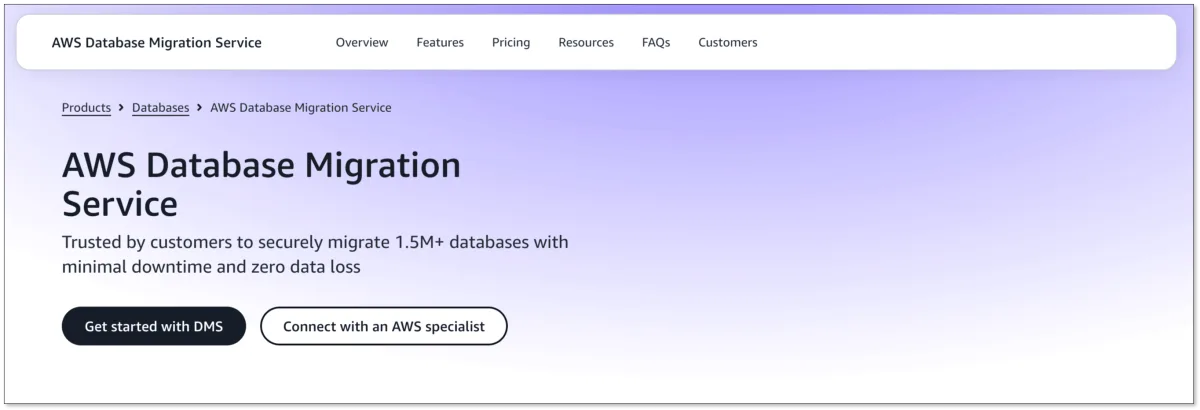 AWS Database Migration Service
Overview
Features
Pricing
Resources
FAQs
Customers
Products > Databases > AWS Database Migration Service
AWS Database Migration
Service
Trusted by customers to securely migrate 1.5M+ databases with
minimal downtime and zero data loss
Get started with DMS
Connect with an AWS specialist